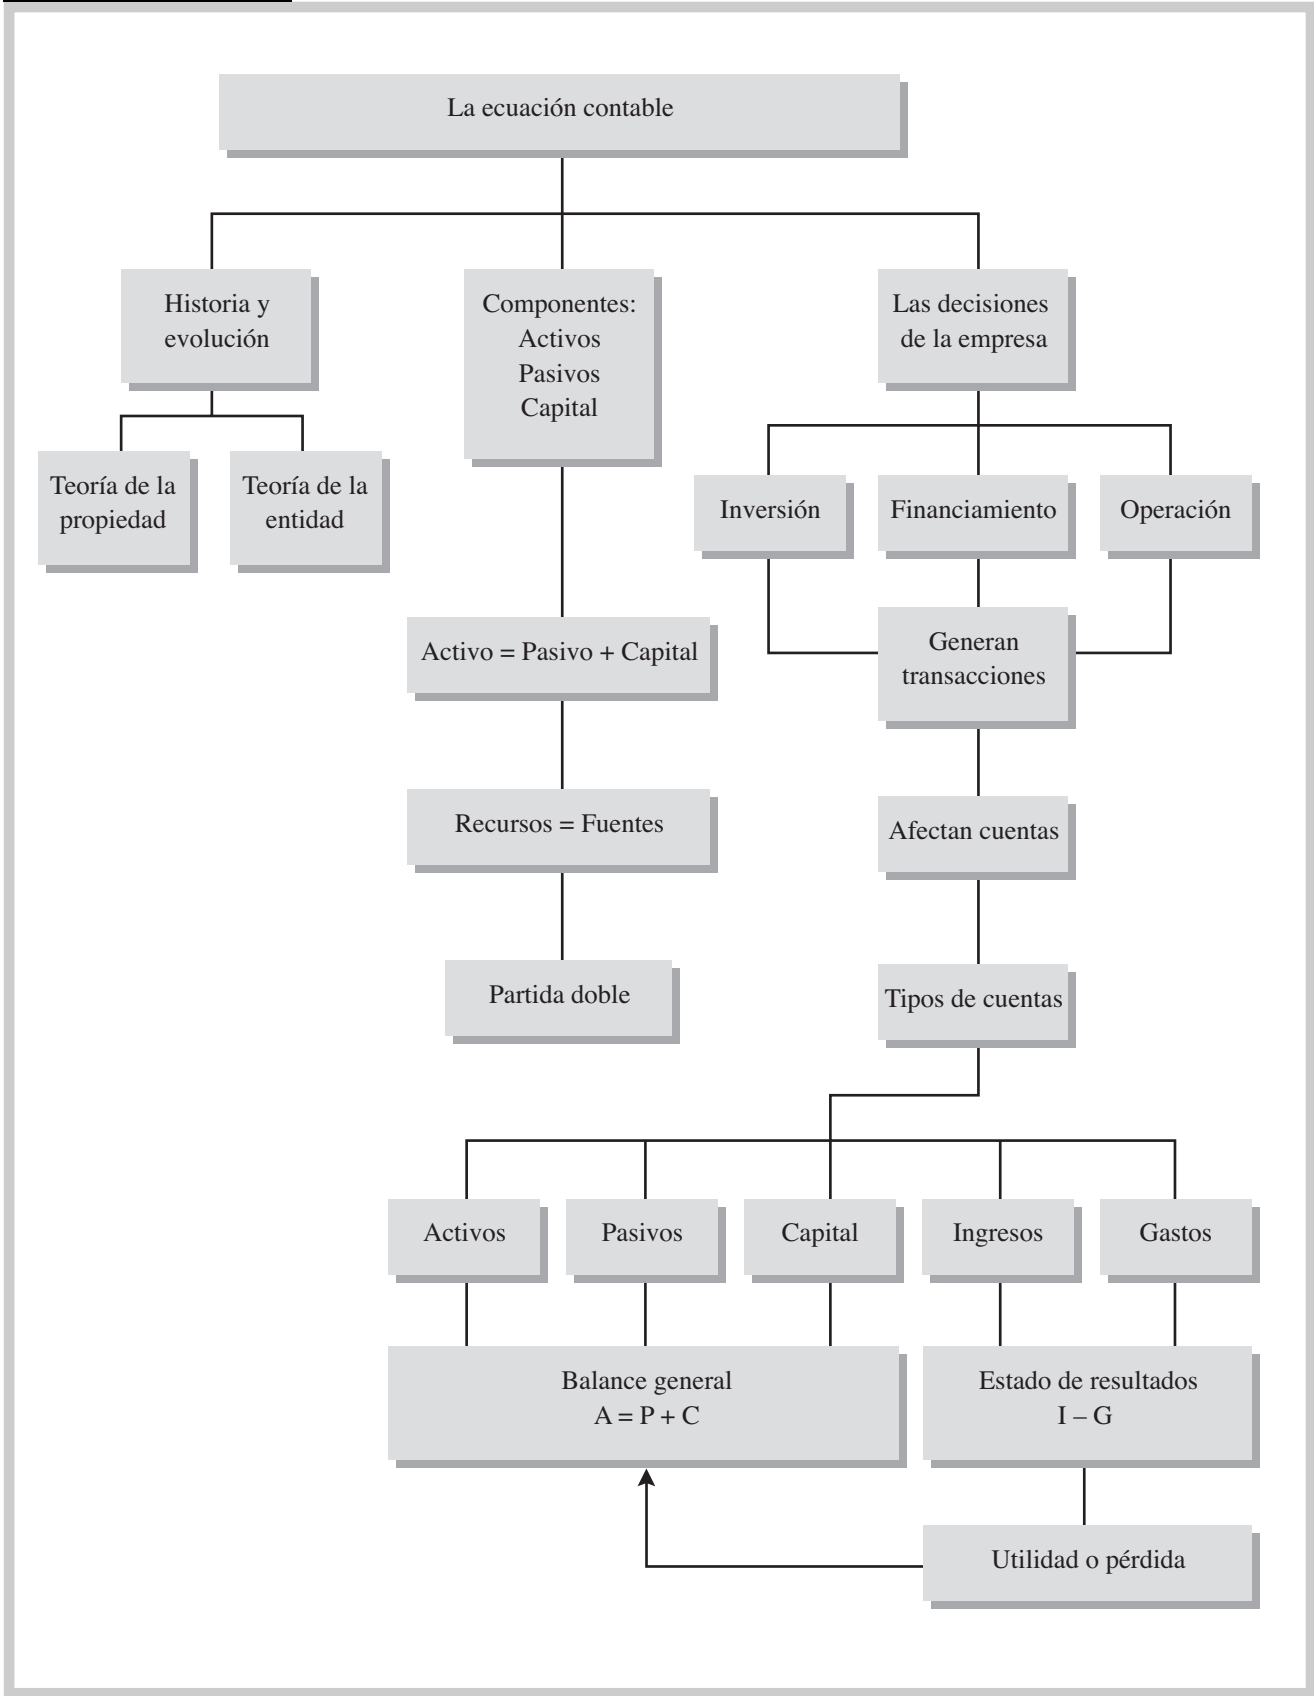 La ecuación contable
Historia y
evolución
Componentes:
Activos
Pasivos
Capital
Las decisiones
de la empresa
Teoría de la
propiedad
Teoría de la
entidad
Inversión
Financiamiento
Operación
Activo = Pasivo + Capital
Generan
transacciones
Recursos = Fuentes
Afectan cuentas
Partida doble
Tipos de cuentas
Activos
Pasivos
Capital
Ingresos
Gastos
Balance general
A = P + C
Estado de resultados
I – G
Utilidad o pérdida